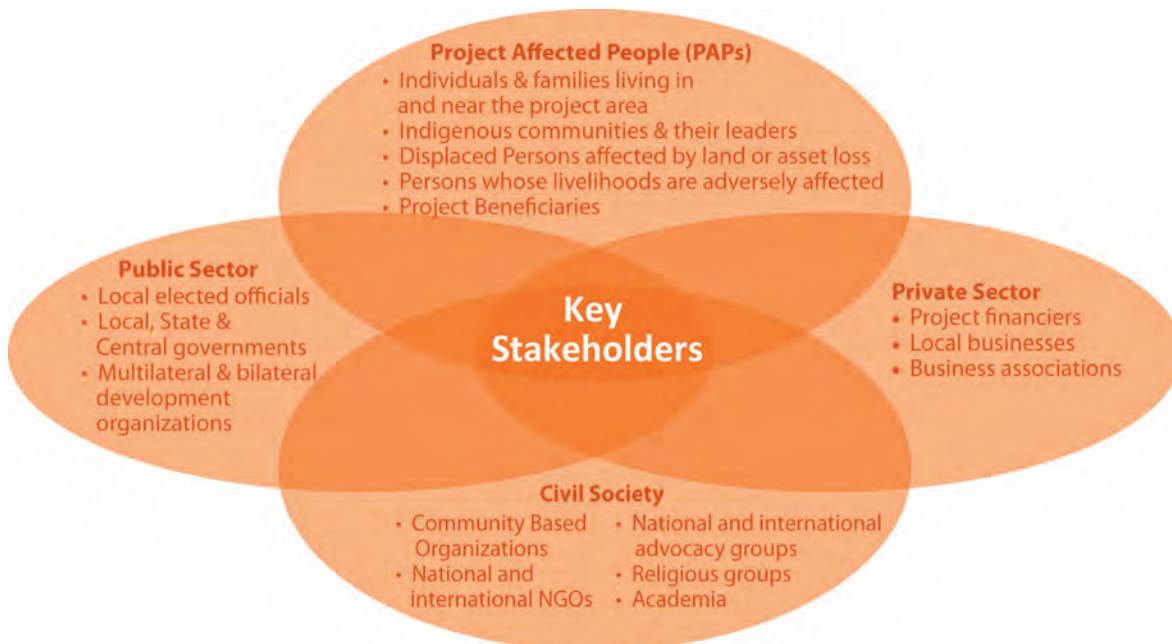 Project Affected People (PAPs)
• Individuals & families living in
and near the project area
• Indigenous communities & their leaders
• Displaced Persons affected by land or asset loss
• Persons whose livelihoods are adversely affected
• Project Beneficiaries
Public Sector
• Local elected officials
• Local, State &
Central governments
• Multilateral & bilateral
development
organizations
Key
Stakeholders
Private Sector
• Project financiers
• Local businesses
• Business associations
Civil Society
• Community Based
Organizations
• National and
international NGOs
• National and international
advocacy groups
• Religious groups
• Academia